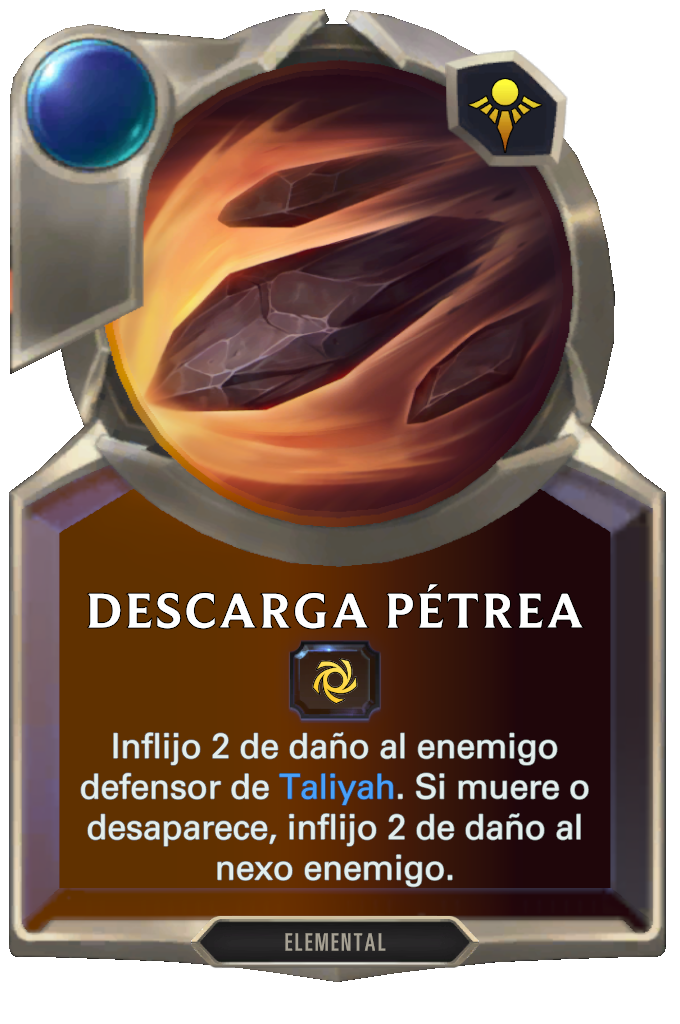 DESCARGA PÉTREA
Inflijo 2 de daño al enemigo
defensor de Taliyah. Si muere o
desaparece, inflijo 2 de daño al
nexo enemigo.
ELEMENTAL